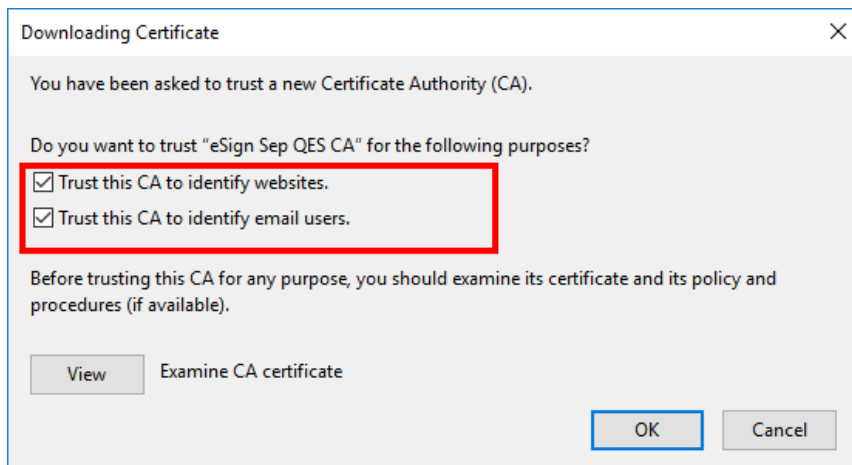 Downloading Certificate
You have been asked to trust a new Certificate Authority (CA).
Do you want to trust "eSign Sep QES CA" for the following purposes?
Trust this CA to identify websites.
Trust this CA to identify email users.
Before trusting this CA for any purpose, you should examine its certificate and its policy and
procedures (if available).
View Examine CA certificate
OK Cancel